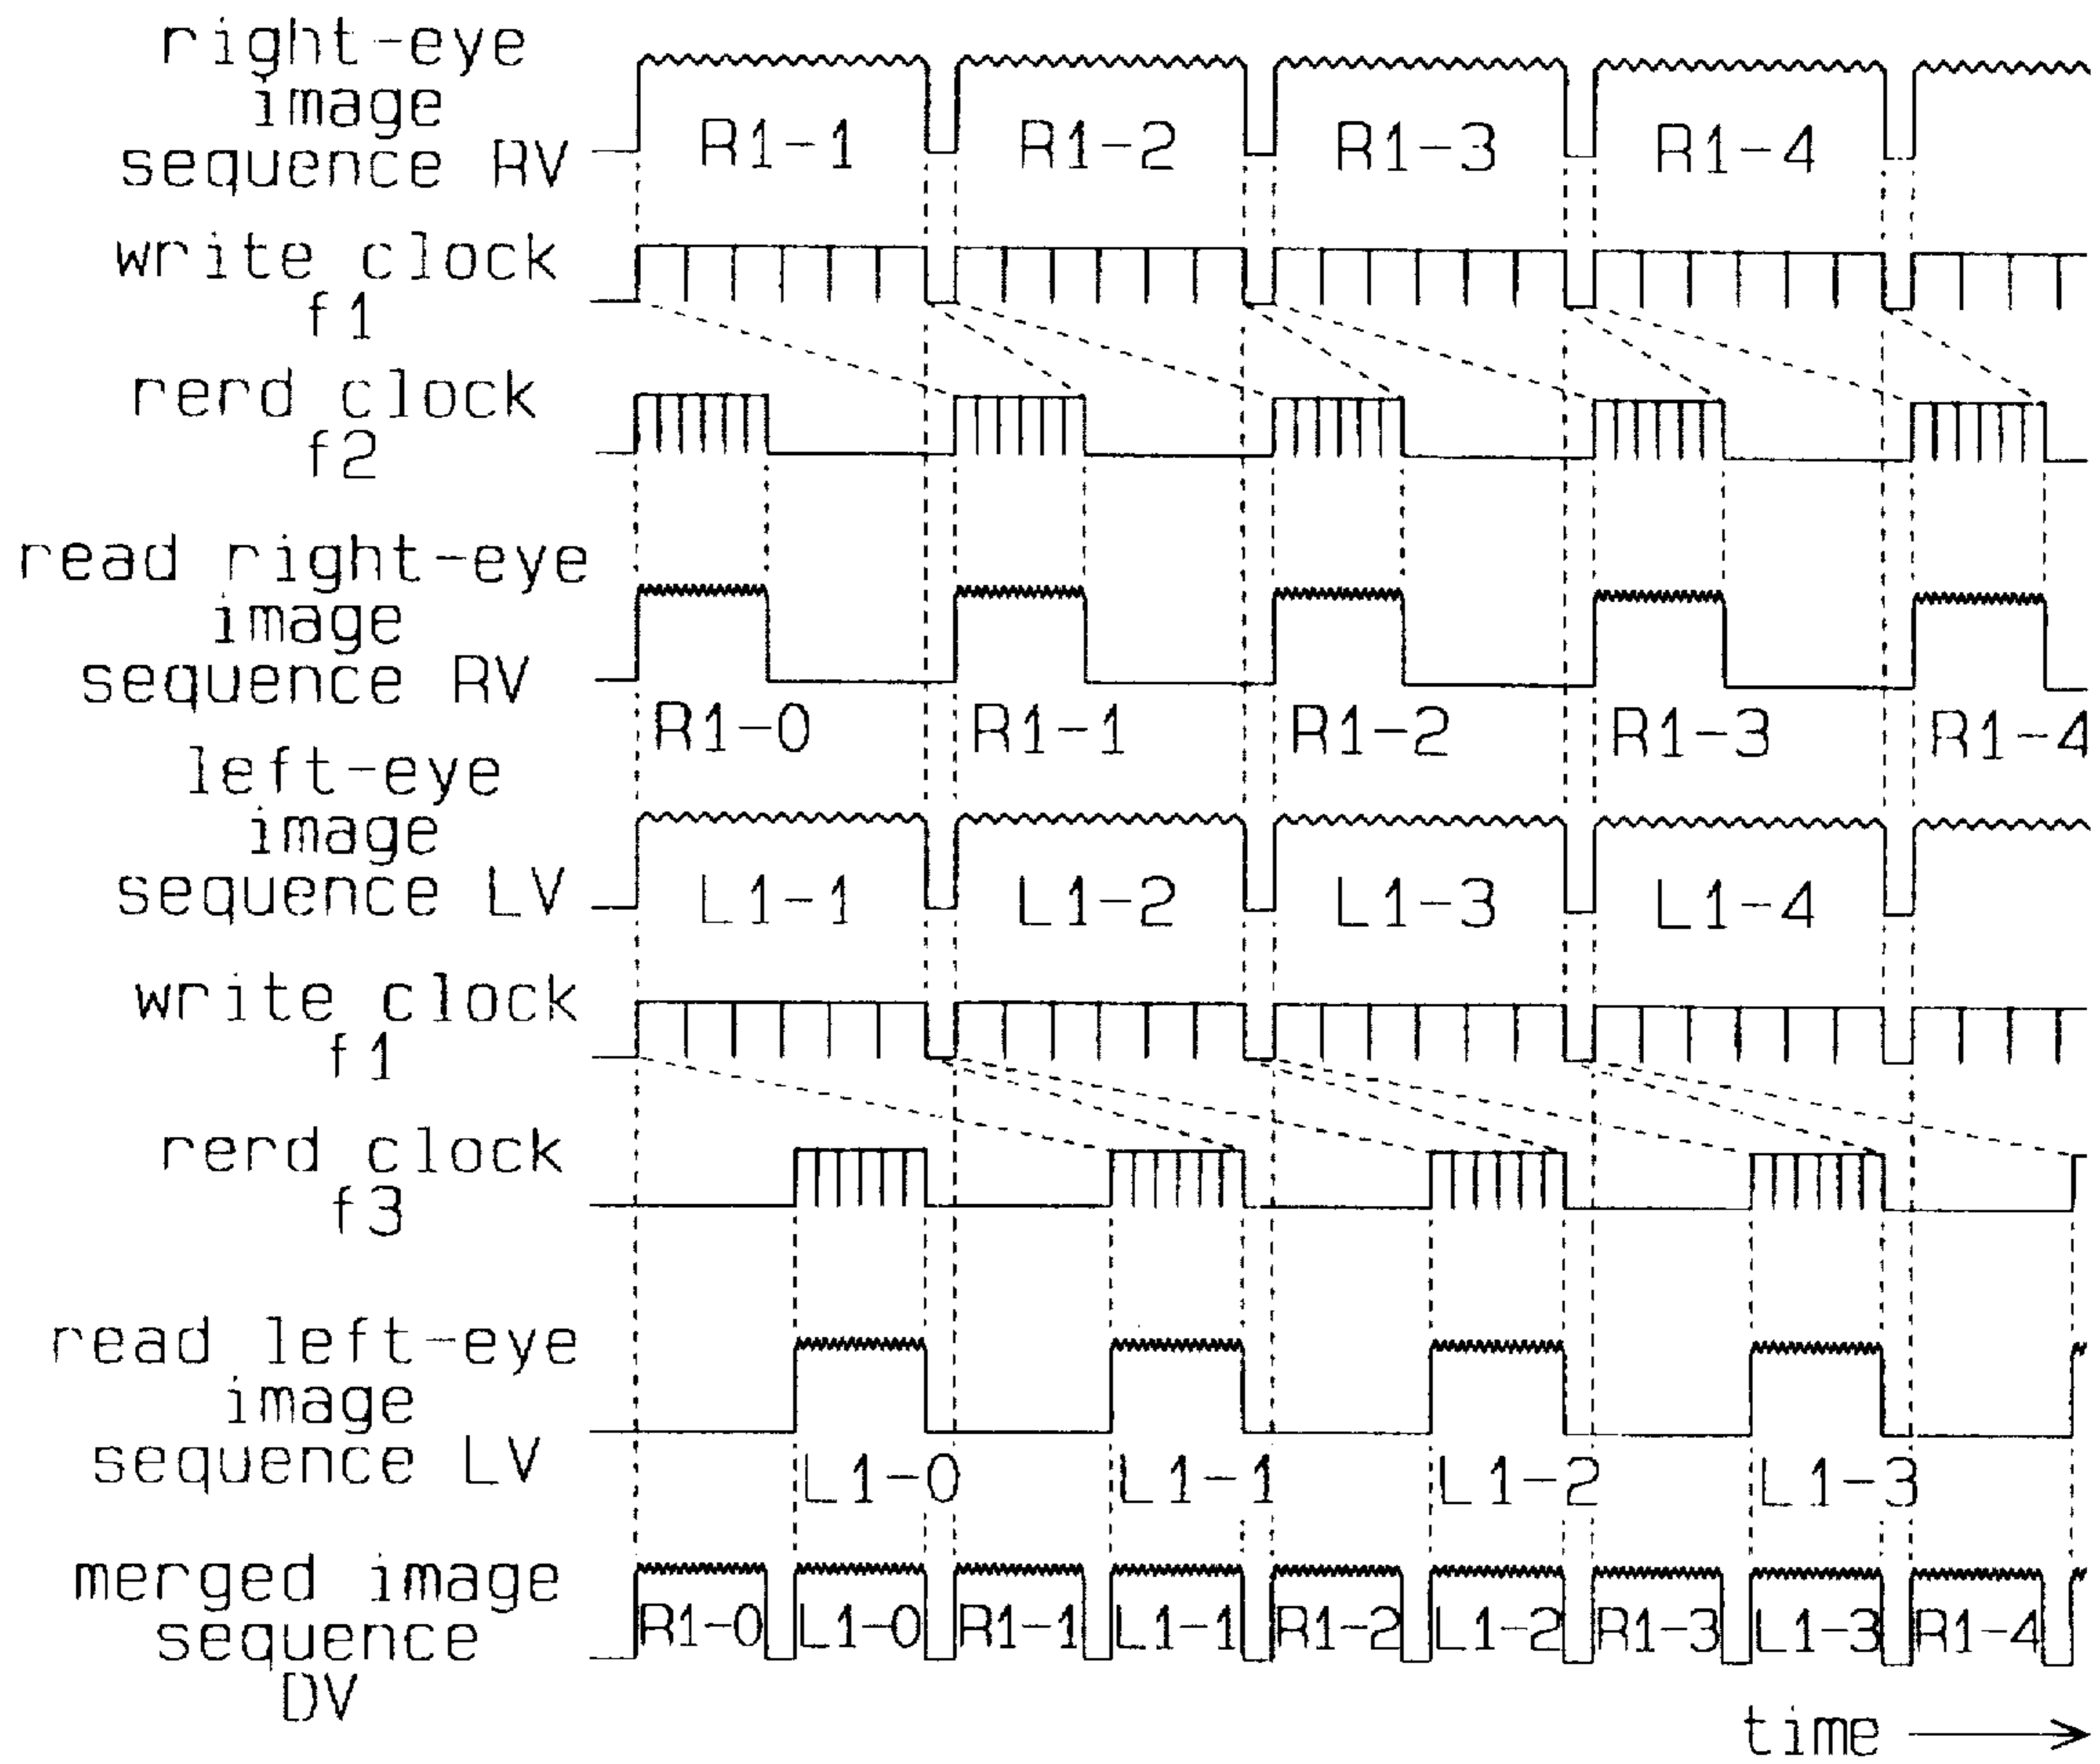 right-eye
image
sequence RV
R1-1 R1-2 R1-3 R1-4
write clock
f1
rerd clock
f2
read right-eye
image
sequence RV
R1-0 R1-1 R1-2 R1-3 R1-4
left-eye
image
sequence LV
L1-1 L1-2 L1-3 L1-4
write clock
f1
rerd clock
f3
read left-eye
image
sequence LV
L1-0 L1-1 L1-2 L1-3
merged image
sequence
DV
R1-0 L1-0 R1-1 L1-1 R1-2 L1-2 R1-3 L1-3 R1-4
time